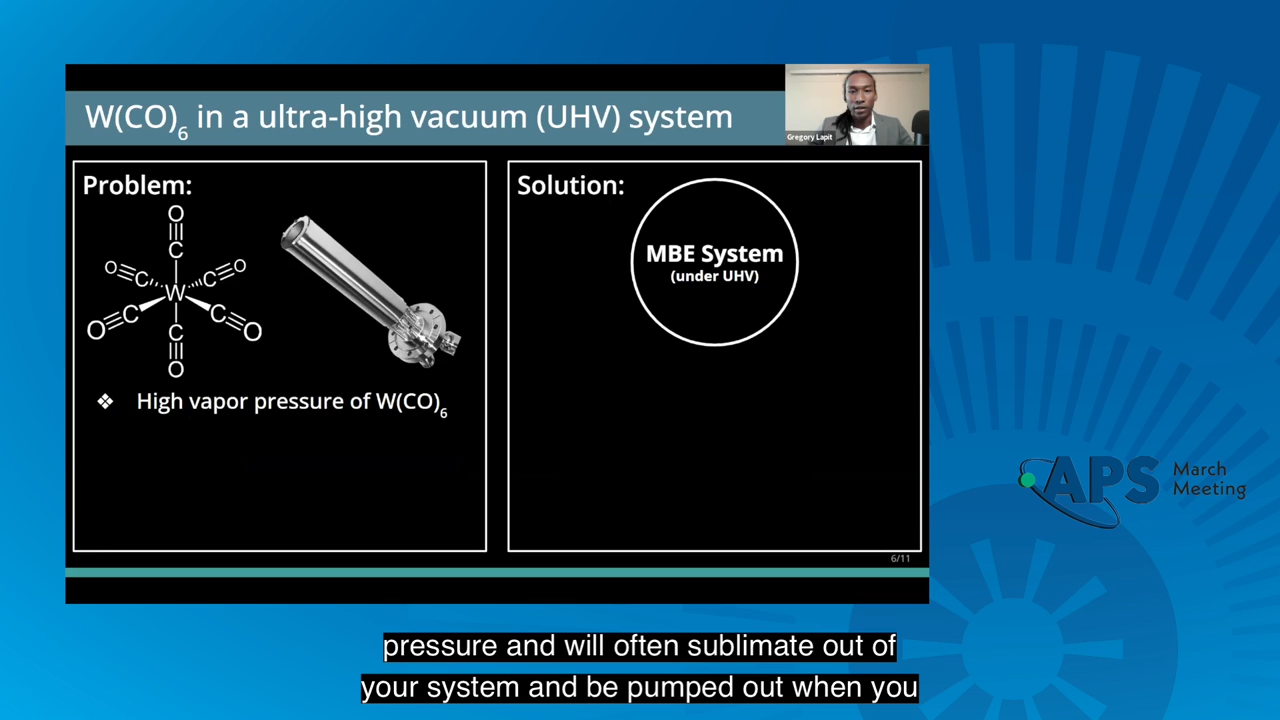 W(CO)6 in a ultra-high vacuum (UHV) system
Gregory Lapit
Problem:
O
C
O C C O
W
O C C O
C
O
❖ High vapor pressure of W(CO)6
Solution:
MBE System
(under UHV)
6/11
APS March Meeting
pressure and will often sublimate out of
your system and be pumped out when you